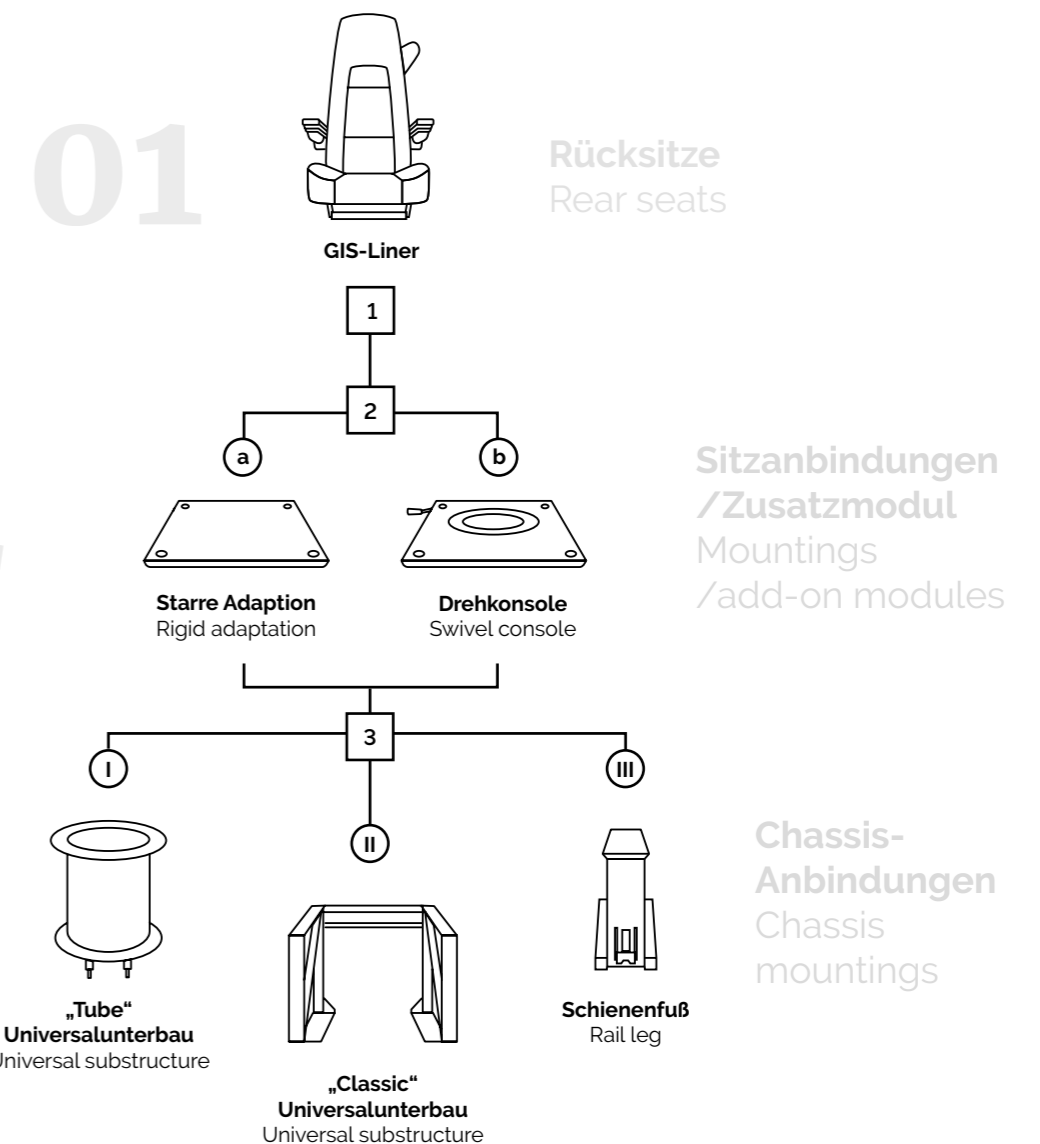 01
Rücksitze
Rear seats
GIS-Liner
1
2
a
b
Sitzanbindungen
/Zusatzmodul
Mountings
/add-on modules
Starre Adaption
Rigid adaptation
Drehkonsole
Swivel console
3
I
III
II
Chassis-
Anbindungen
Chassis
mountings
„Tube“
Universalunterbau
Universal substructure
Schienenfuß
Rail leg
„Classic“
Universalunterbau
Universal substructure